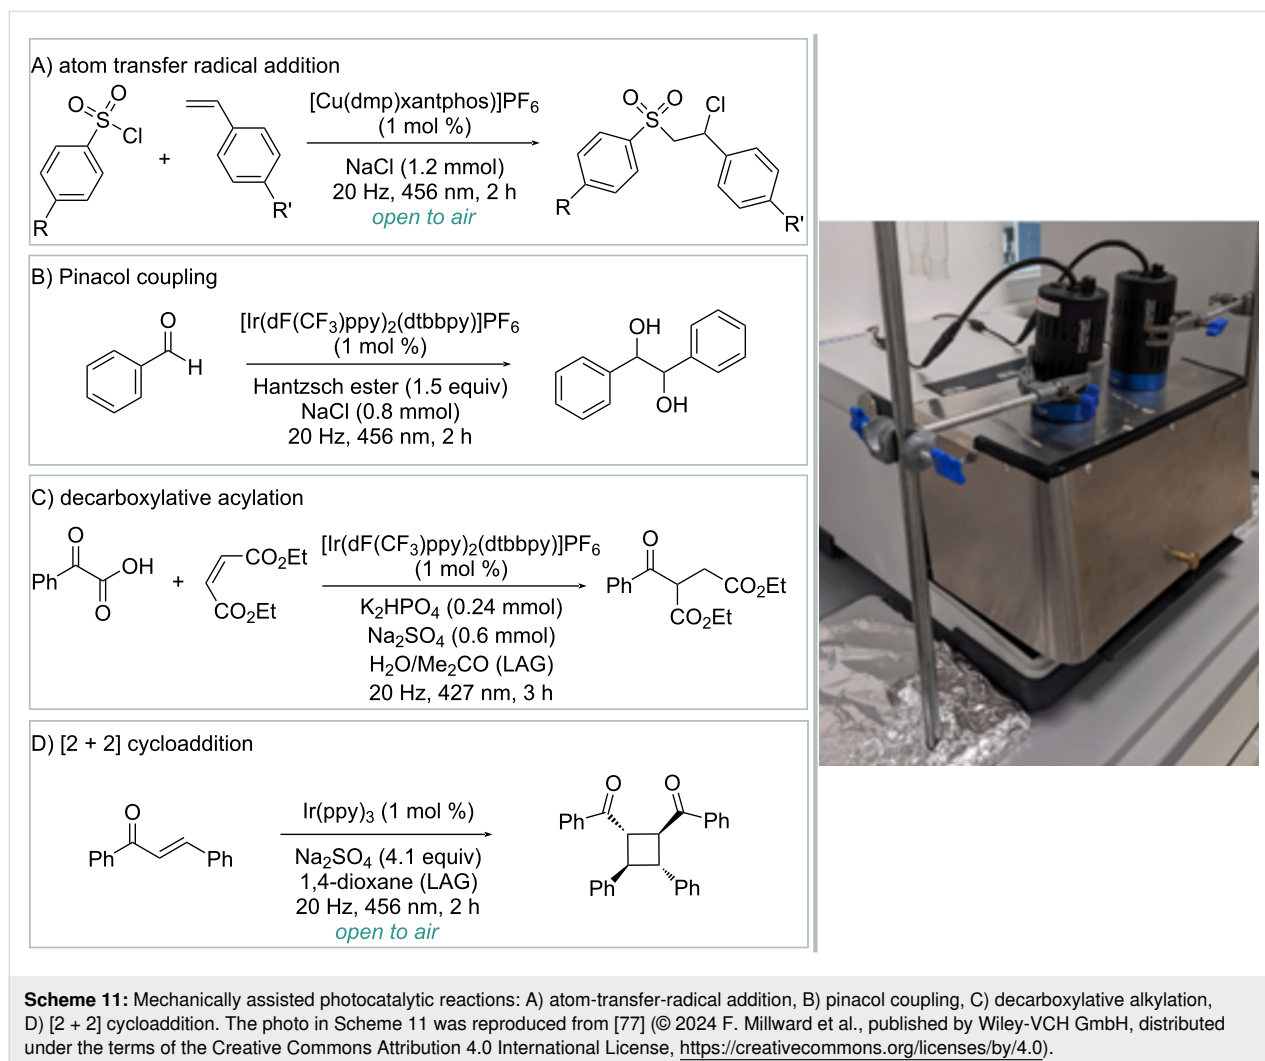 A) atom transfer radical addition
O
O
S
Cl
R
+
R'
[Cu(dmp)xantphos)]PF6
(1 mol %)
NaCl (1.2 mmol)
20 Hz, 456 nm, 2 h
open to air
O
O
S
Cl
R
R'
B) Pinacol coupling
O
H
[Ir(dF(CF3)ppy)2(dtbbpy)]PF6
(1 mol %)
Hantzsch ester (1.5 equiv)
NaCl (0.8 mmol)
20 Hz, 456 nm, 2 h
OH
OH
C) decarboxylative acylation
O
Ph
OH
O
+
CO2Et
CO2Et
[Ir(dF(CF3)ppy)2(dtbbpy)]PF6
(1 mol %)
K2HPO4 (0.24 mmol)
Na2SO4 (0.6 mmol)
H2O/Me2CO (LAG)
20 Hz, 427 nm, 3 h
O
Ph
CO2Et
CO2Et
D) [2 + 2] cycloaddition
O
Ph
Ph
Ir(ppy)3 (1 mol %)
Na2SO4 (4.1 equiv)
1,4-dioxane (LAG)
20 Hz, 456 nm, 2 h
open to air
O
O
Ph
Ph
Ph
Ph
Scheme 11: Mechanically assisted photocatalytic reactions: A) atom-transfer-radical addition, B) pinacol coupling, C) decarboxylative alkylation,
D) [2 + 2] cycloaddition. The photo in Scheme 11 was reproduced from [77] (© 2024 F. Millward et al., published by Wiley-VCH GmbH, distributed
under the terms of the Creative Commons Attribution 4.0 International License, https://creativecommons.org/licenses/by/4.0).